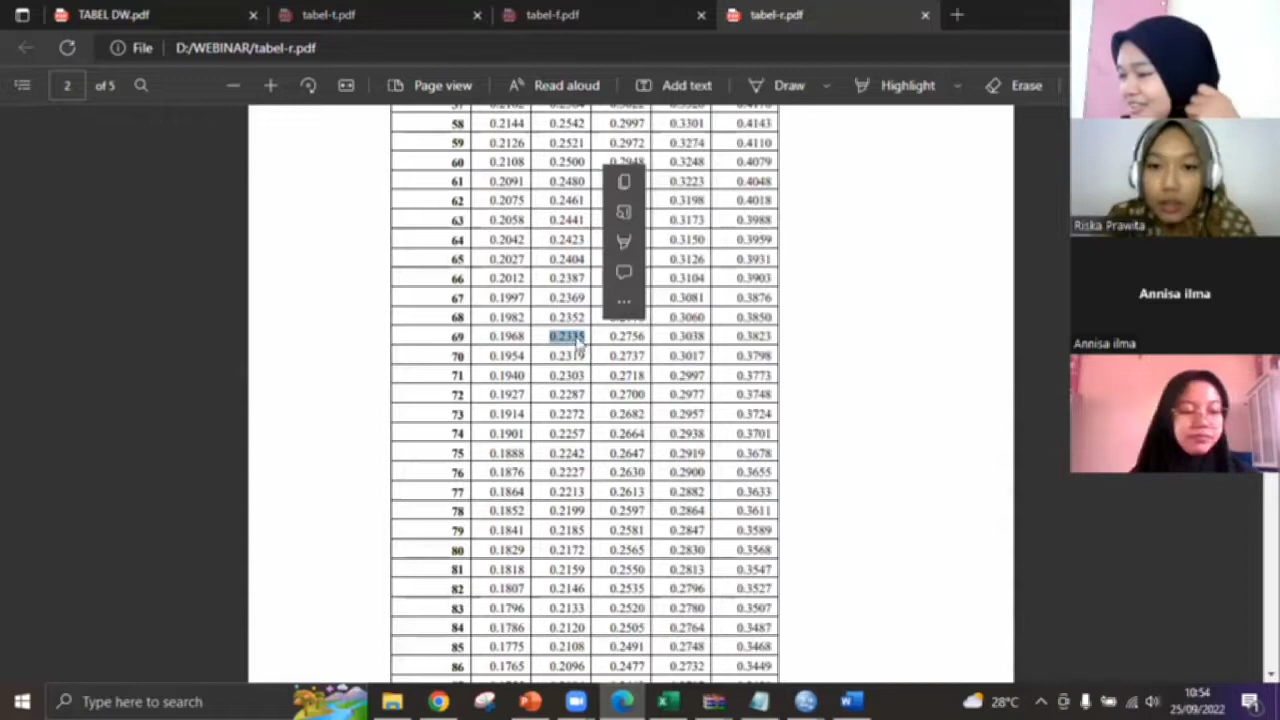 TABEL DW.pdf
tabel-t.pdf
tabel-f.pdf
tabel-r.pdf
File D:/WEBINAR/tabel-r.pdf
2 of 5 Page view Read aloud Add text Draw Highlight Erase
58 0.2144 0.2542 0.2997 0.3301 0.4143
59 0.2126 0.2521 0.2972 0.3274 0.4110
60 0.2108 0.2500 0.2948 0.3248 0.4079
61 0.2091 0.2480 0.3223 0.4048
62 0.2075 0.2461 0.3198 0.4018
63 0.2058 0.2441 0.3173 0.3988
64 0.2042 0.2423 0.3150 0.3959
65 0.2027 0.2404 0.3126 0.3931
66 0.2012 0.2387 0.3104 0.3903
67 0.1997 0.2369 0.3081 0.3876
68 0.1982 0.2352 0.3060 0.3850
69 0.1968 0.2335 0.2756 0.3038 0.3823
70 0.1954 0.2319 0.2737 0.3017 0.3798
71 0.1940 0.2303 0.2718 0.2997 0.3773
72 0.1927 0.2287 0.2700 0.2977 0.3748
73 0.1914 0.2272 0.2682 0.2957 0.3724
74 0.1901 0.2257 0.2664 0.2938 0.3701
75 0.1888 0.2242 0.2647 0.2919 0.3678
76 0.1876 0.2227 0.2630 0.2900 0.3655
77 0.1864 0.2213 0.2613 0.2882 0.3633
78 0.1852 0.2199 0.2597 0.2864 0.3611
79 0.1841 0.2185 0.2581 0.2847 0.3589
80 0.1829 0.2172 0.2565 0.2830 0.3568
81 0.1818 0.2159 0.2550 0.2813 0.3547
82 0.1807 0.2146 0.2535 0.2796 0.3527
83 0.1796 0.2133 0.2520 0.2780 0.3507
84 0.1786 0.2120 0.2505 0.2764 0.3487
85 0.1775 0.2108 0.2491 0.2748 0.3468
86 0.1765 0.2096 0.2477 0.2732 0.3449
Riska Prawita
Annisa ilma
Annisa ilma
Type here to search
28°C
10:54
25/09/2022